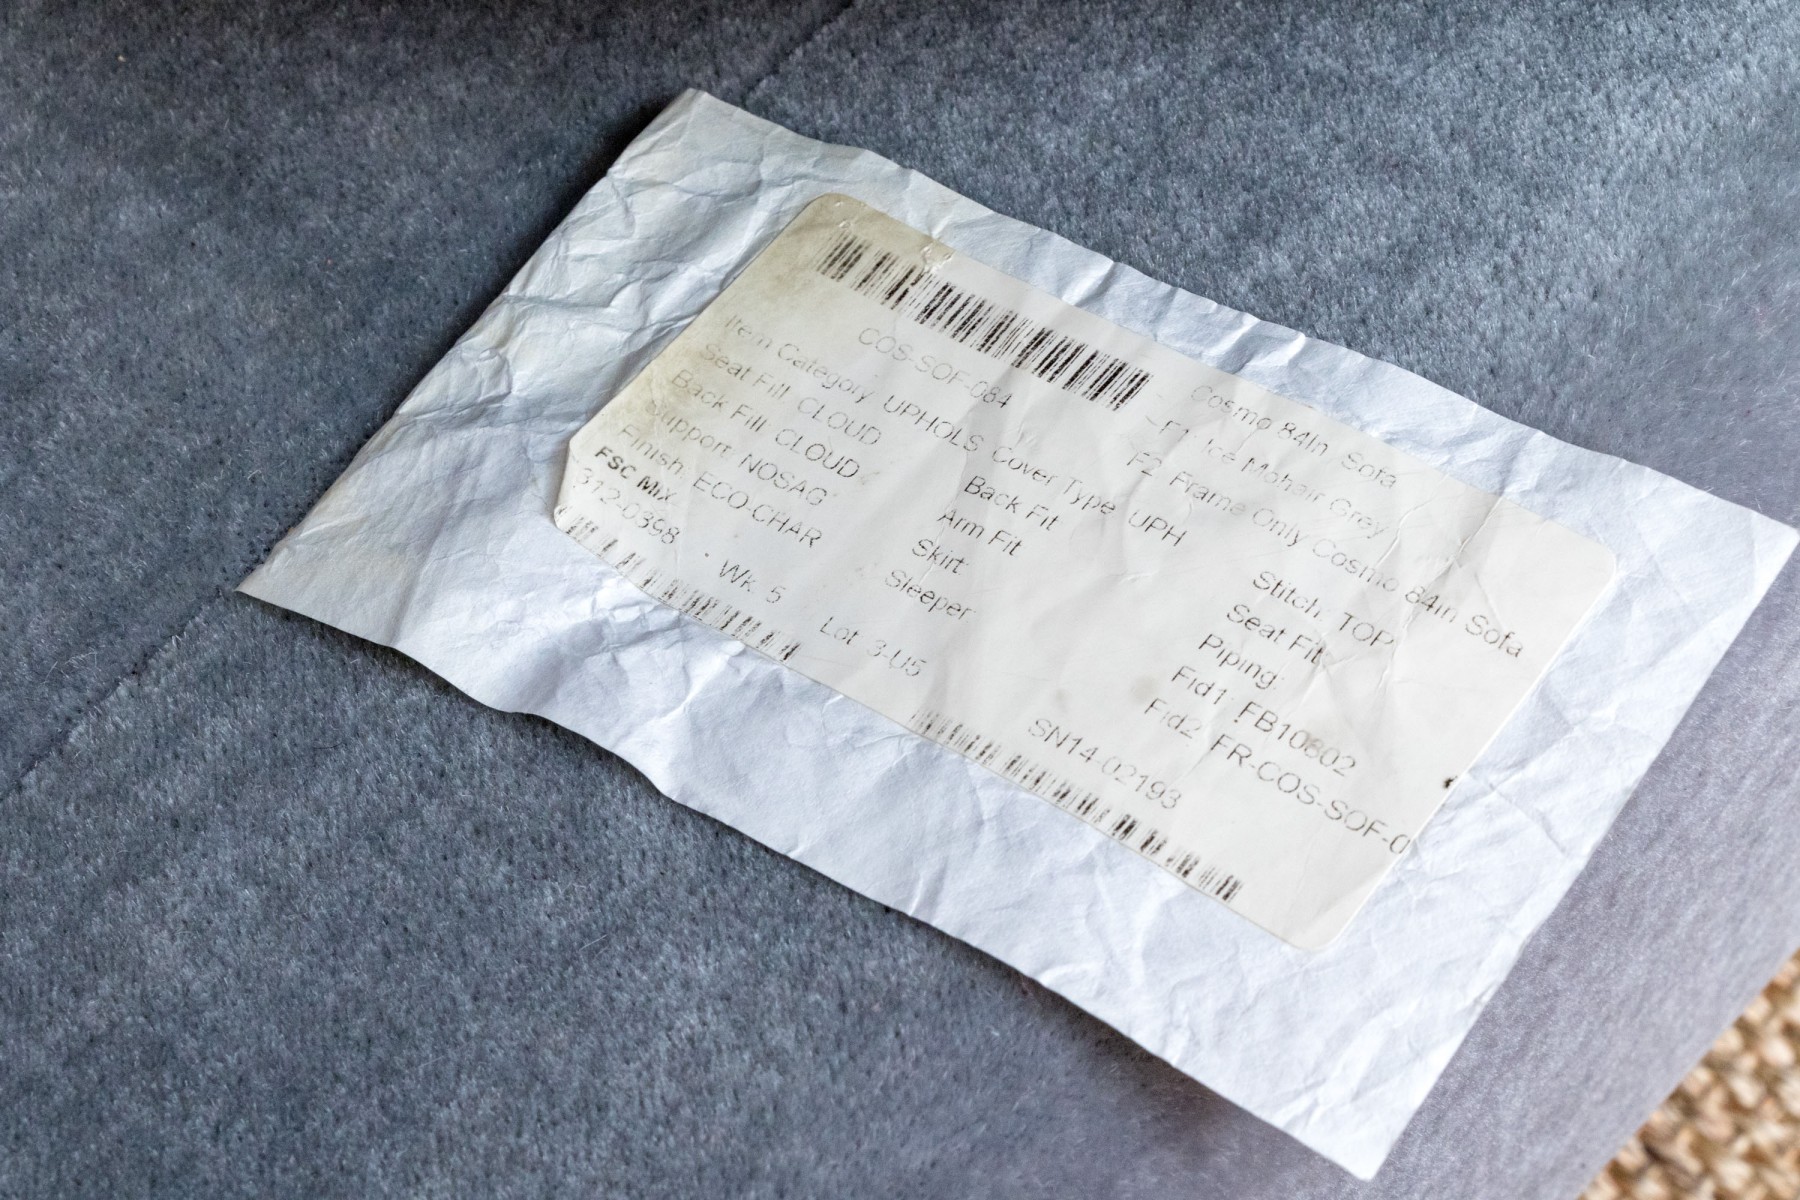 COS-SOF-084 Cosmo 84In Sofa
F1: Ice Mohair Grey
F2: Frame Only Cosmo 84in Sofa
Item Category UPHOLS Cover Type UPH Stitch: TOP
Seat Fill: CLOUD Back Fit Seat Fit:
Back Fill: CLOUD Arm Fit Piping:
Support: NOSAG Skirt: Fld1: FB10802
Finish: ECO-CHAR Sleeper: Fld2: FR-COS-SOF-0
FSC Mix
312-0398 Wk: 5 Lot: 3-U5 SN14-02193